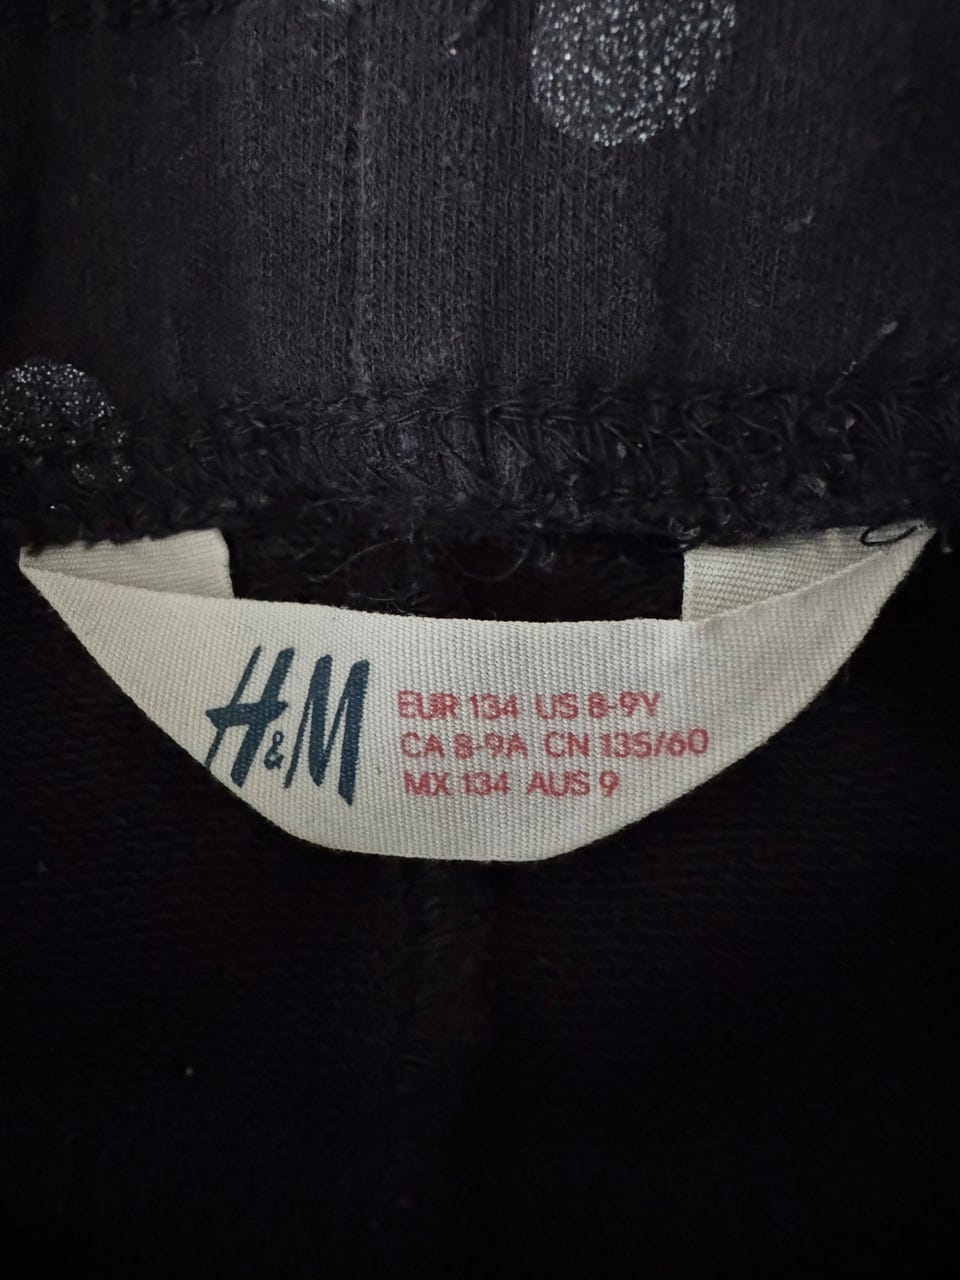 H&M
EUR 134 US 8-9Y
CA 8-9A CN 135/60
MX 134 AUS 9